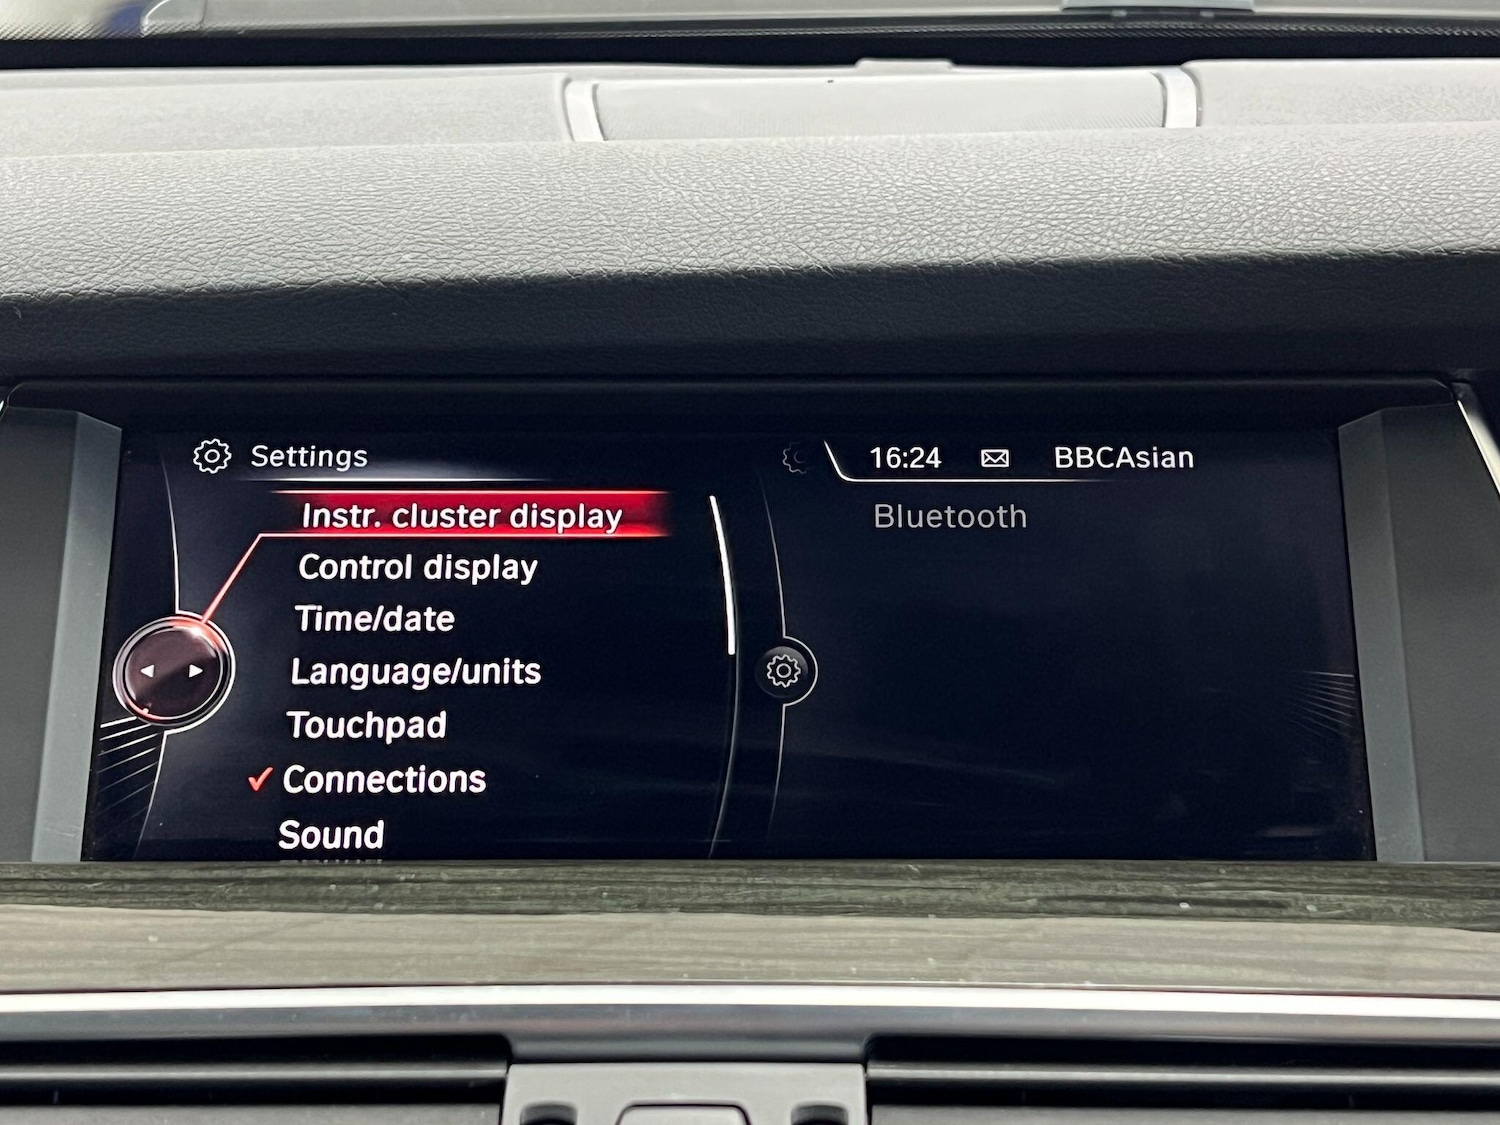 Settings
16:24 BBCAsian
Instr. cluster display
Bluetooth
Control display
Time/date
Language/units
Touchpad
✓ Connections
Sound